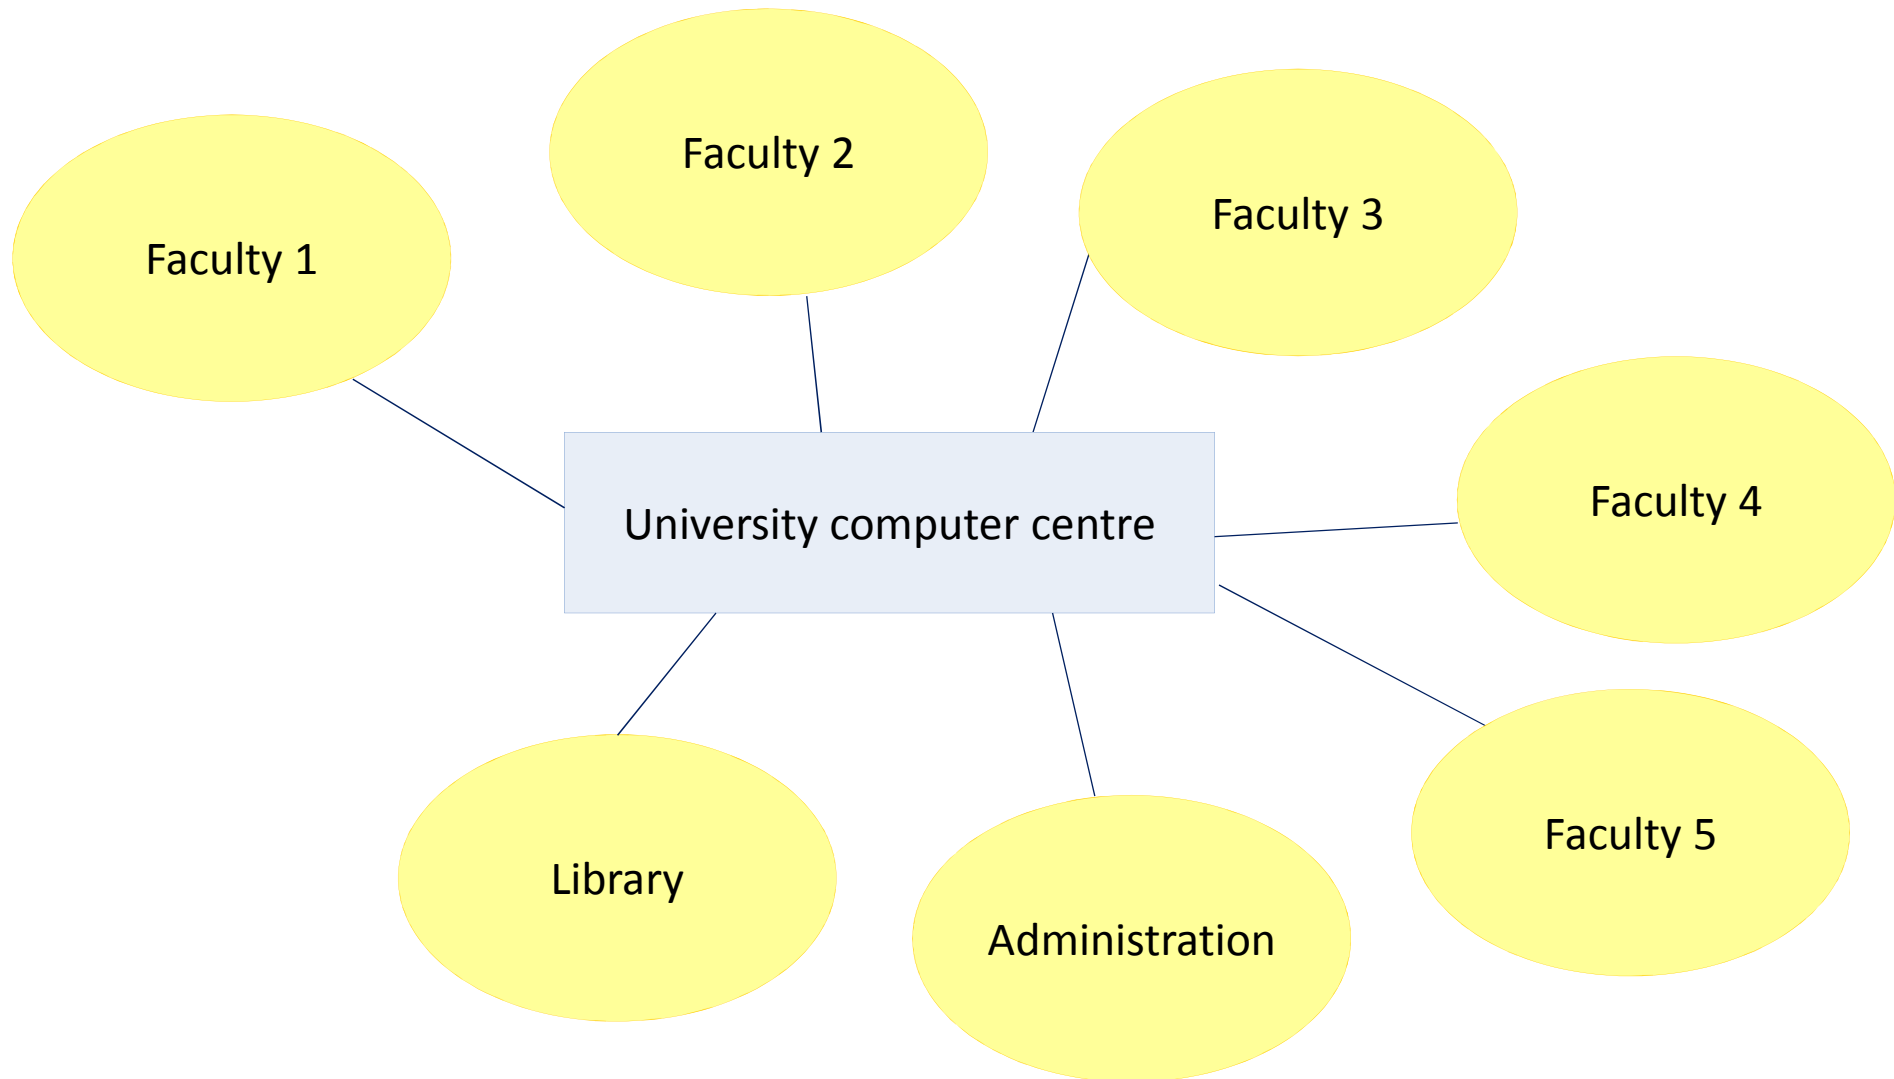 Faculty 2
Faculty 3
Faculty 1
Faculty 4
University computer centre
Faculty 5
Library
Administration